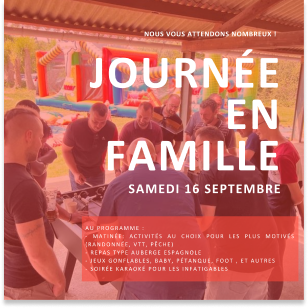 NOUS VOUS ATTENDONS NOMBREUX !
JOURNÉE
EN
FAMILLE
SAMEDI 16 SEPTEMBRE
AU PROGRAMME :
- MATINÉE: ACTIVITÉS AU CHOIX POUR LES PLUS MOTIVÉS
(RANDONNEE, VTT, PÊCHE)
- REPAS TYPE AUBERGE ESPAGNOLE
- JEUX GONFLABLES, BABY, PÉTANQUE, FOOT , ET AUTRES
- SOIRÉE KARAOKÉ POUR LES INFATIGABLES